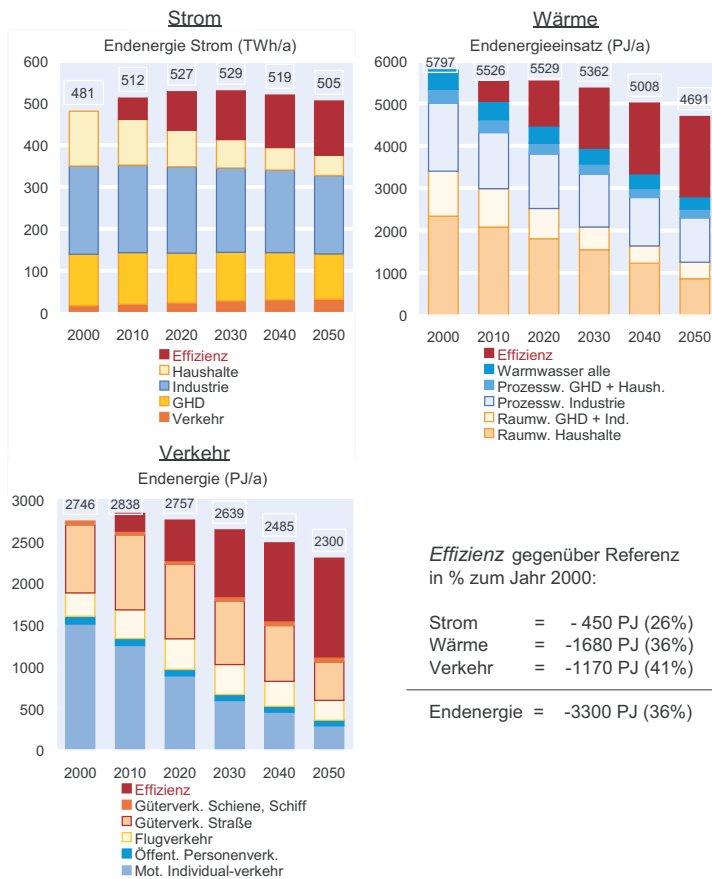 Strom
Endenergie Strom (TWh/a)
600
500
400
300
200
100
0
481
512
527
529
519
505
2000 2010 2020 2030 2040 2050
Effizienz
Haushalte
Industrie
GHD
Verkehr
Wärme
Endenergieeinsatz (PJ/a)
6000
5000
4000
3000
2000
1000
0
5797
5526
5529
5362
5008
4691
2000 2010 2020 2030 2040 2050
Effizienz
Warmwasser alle
Prozessw. GHD + Haush.
Prozessw. Industrie
Raumw. GHD + Ind.
Raumw. Haushalte
Verkehr
Endenergie (PJ/a)
3000
2500
2000
1500
1000
500
0
2746
2838
2757
2639
2485
2300
2000 2010 2020 2030 2040 2050
Effizienz
Güterverk. Schiene, Schiff
Güterverk. Straße
Flugverkehr
Öffent. Personenverk.
Mot. Individual-verkehr
Effizienz gegenüber Referenz
in % zum Jahr 2000:
Strom = - 450 PJ (26%)
Wärme = -1680 PJ (36%)
Verkehr = -1170 PJ (41%)
Endenergie = -3300 PJ (36%)